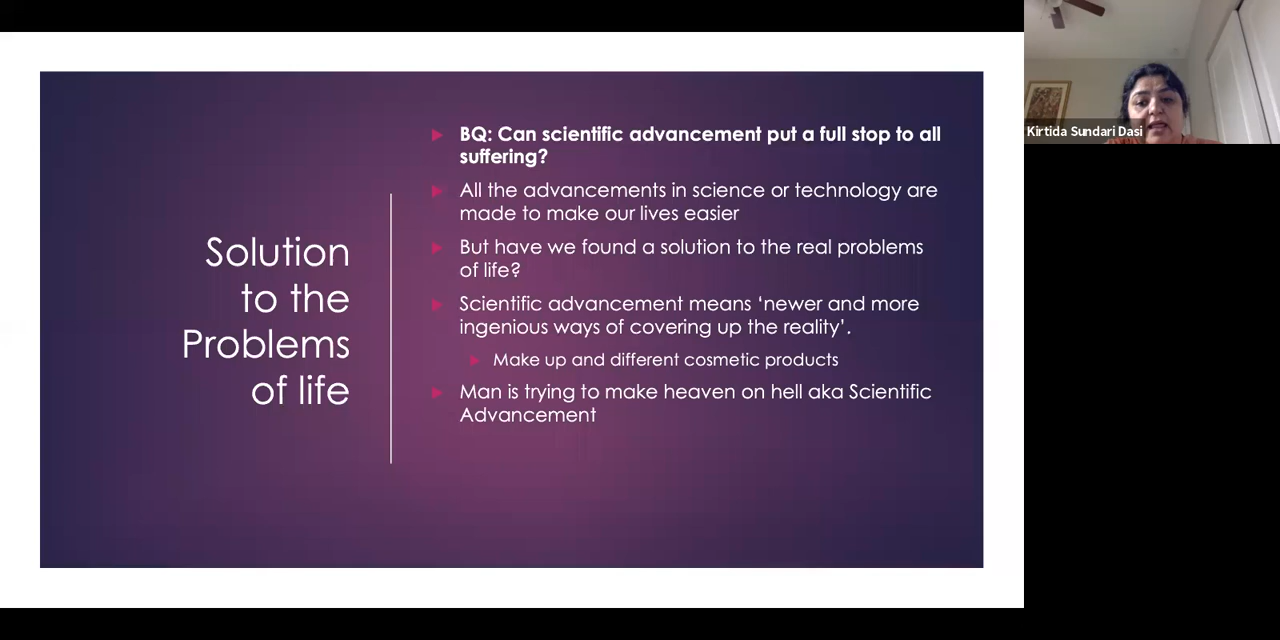 Solution
to the
Problems
of life
BQ: Can scientific advancement put a full stop to all
suffering?
All the advancements in science or technology are
made to make our lives easier
But have we found a solution to the real problems
of life?
Scientific advancement means ‘newer and more
ingenious ways of covering up the reality’.
Make up and different cosmetic products
Man is trying to make heaven on hell aka Scientific
Advancement
Kirtida Sundari Dasi